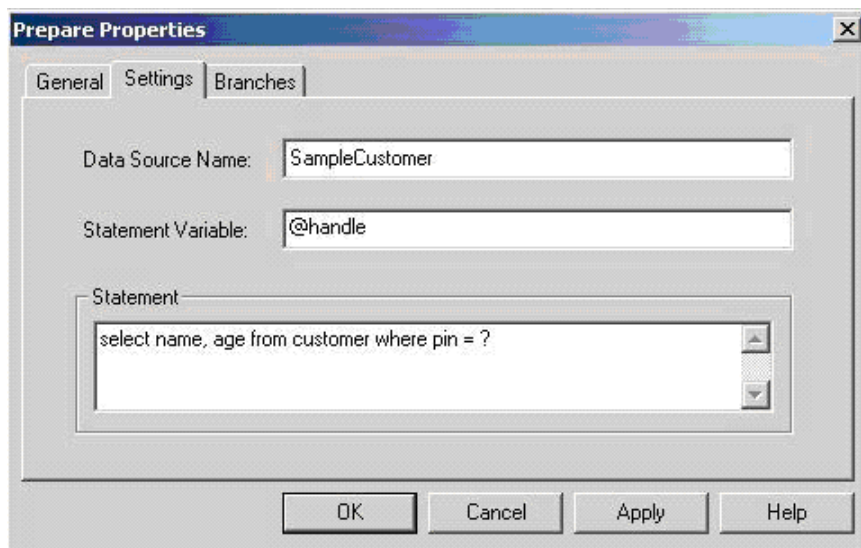 Prepare Properties
General Settings Branches
Data Source Name: SampleCustomer
Statement Variable: @handle
Statement
select name, age from customer where pin = ?
OK Cancel Apply Help